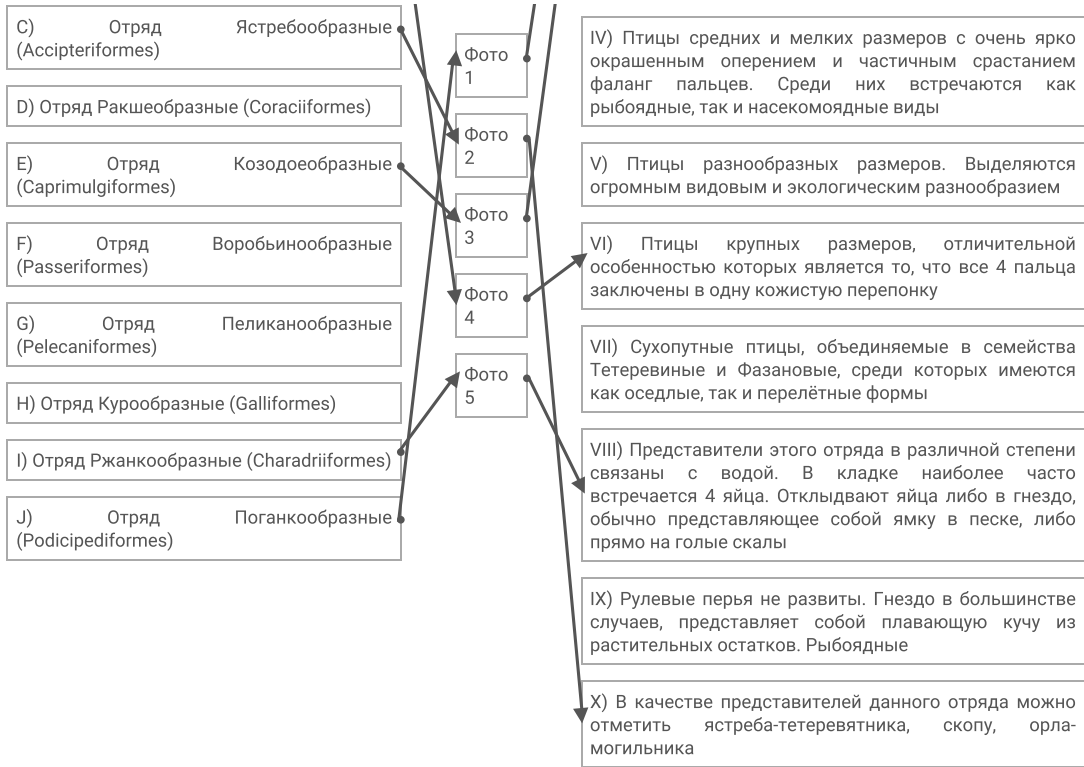 C) Отряд Ястребообразные
(Accipteriformes)
D) Отряд Ракшеобразные (Coraciiformes)
E) Отряд Козодоеобразные
(Caprimulgiformes)
F) Отряд Воробьинообразные
(Passeriformes)
G) Отряд Пеликанообразные
(Pelecaniformes)
H) Отряд Курообразные (Galliformes)
I) Отряд Ржанкообразные (Charadriiformes)
J) Отряд Поганкообразные
(Podicipediformes)
Фото
1
Фото
2
Фото
3
Фото
4
Фото
5
IV) Птицы средних и мелких размеров с очень ярко
окрашенным оперением и частичным срастанием
фаланг пальцев. Среди них встречаются как
рыбоядные, так и насекомоядные виды
V) Птицы разнообразных размеров. Выделяются
огромным видовым и экологическим разнообразием
VI) Птицы крупных размеров, отличительной
особенностью которых является то, что все 4 пальца
заключены в одну кожистую перепонку
VII) Сухопутные птицы, объединяемые в семейства
Тетеревиные и Фазановые, среди которых имеются
как оседлые, так и перелётные формы
VIII) Представители этого отряда в различной степени
связаны с водой. В кладке наиболее часто
встречается 4 яйца. Отклыдвают яйца либо в гнездо,
обычно представляющее собой ямку в песке, либо
прямо на голые скалы
IX) Рулевые перья не развиты. Гнездо в большинстве
случаев, представляет собой плавающую кучу из
растительных остатков. Рыбоядные
X) В качестве представителей данного отряда можно
отметить ястреба-тетеревятника, скопу, орла-
могильника